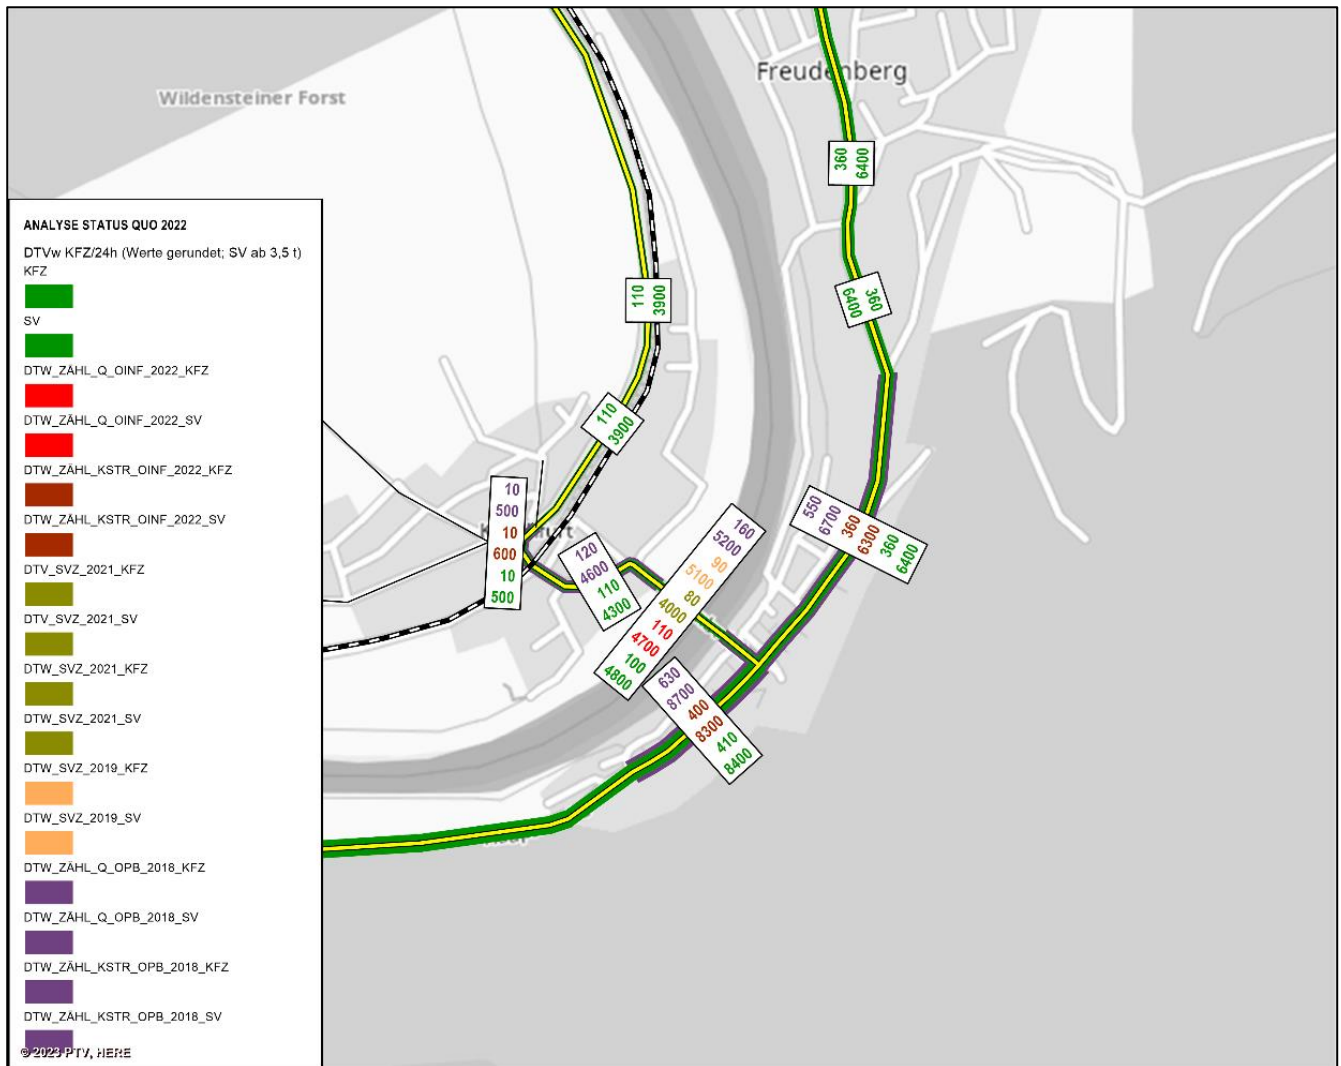 Freudenberg
Wildensteiner Forst
360
6400
6400
360
110
3900
110
3900
10
500
10
600
10
500
120
4600
110
4300
160
5200
90
5100
80
4000
110
4700
100
4800
550
6700
360
6300
360
6400
630
8700
400
8300
410
8400
ANALYSE STATUS QUO 2022
DTVw KFZ/24h (Werte gerundet; SV ab 3,5 t)
KFZ
SV
DTW_ZÄHL_Q_OINF_2022_KFZ
DTW_ZÄHL_Q_OINF_2022_SV
DTW_ZÄHL_KSTR_OINF_2022_KFZ
DTW_ZÄHL_KSTR_OINF_2022_SV
DTV_SVZ_2021_KFZ
DTV_SVZ_2021_SV
DTW_SVZ_2021_KFZ
DTW_SVZ_2021_SV
DTW_SVZ_2019_KFZ
DTW_SVZ_2019_SV
DTW_ZÄHL_Q_OPB_2018_KFZ
DTW_ZÄHL_Q_OPB_2018_SV
DTW_ZÄHL_KSTR_OPB_2018_KFZ
DTW_ZÄHL_KSTR_OPB_2018_SV
© 2023 PTV, HERE